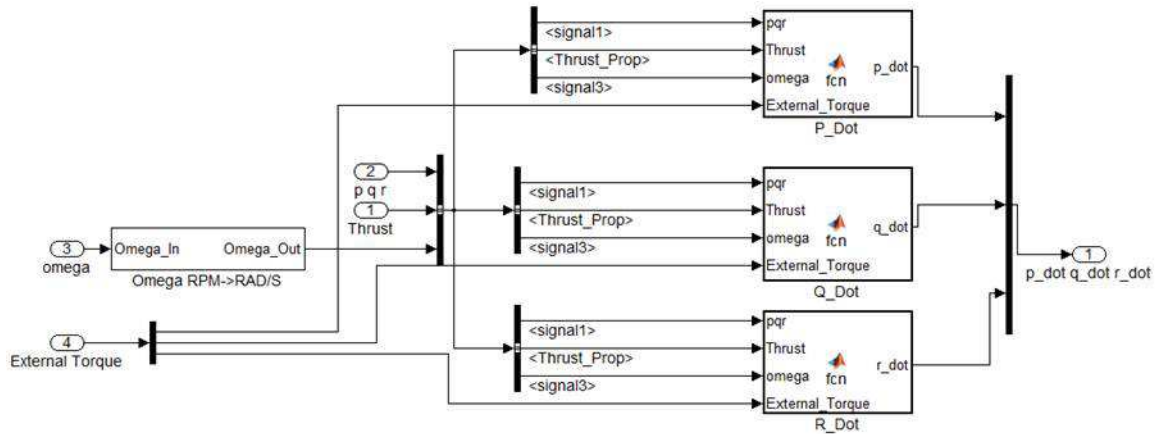 pqr
<signal1>
Thrust
<Thrust_Prop>
p_dot
omega
fcn
<signal3>
External_Torque
P_Dot
2
p q r
1
Thrust
pqr
<signal1>
Thrust
<Thrust_Prop>
q_dot
omega
fcn
<signal3>
External_Torque
Q_Dot
3
omega
Omega_In
Omega_Out
Omega RPM->RAD/S
1
p_dot q_dot r_dot
4
External Torque
pqr
<signal1>
Thrust
<Thrust_Prop>
r_dot
omega
fcn
<signal3>
External_Torque
R_Dot